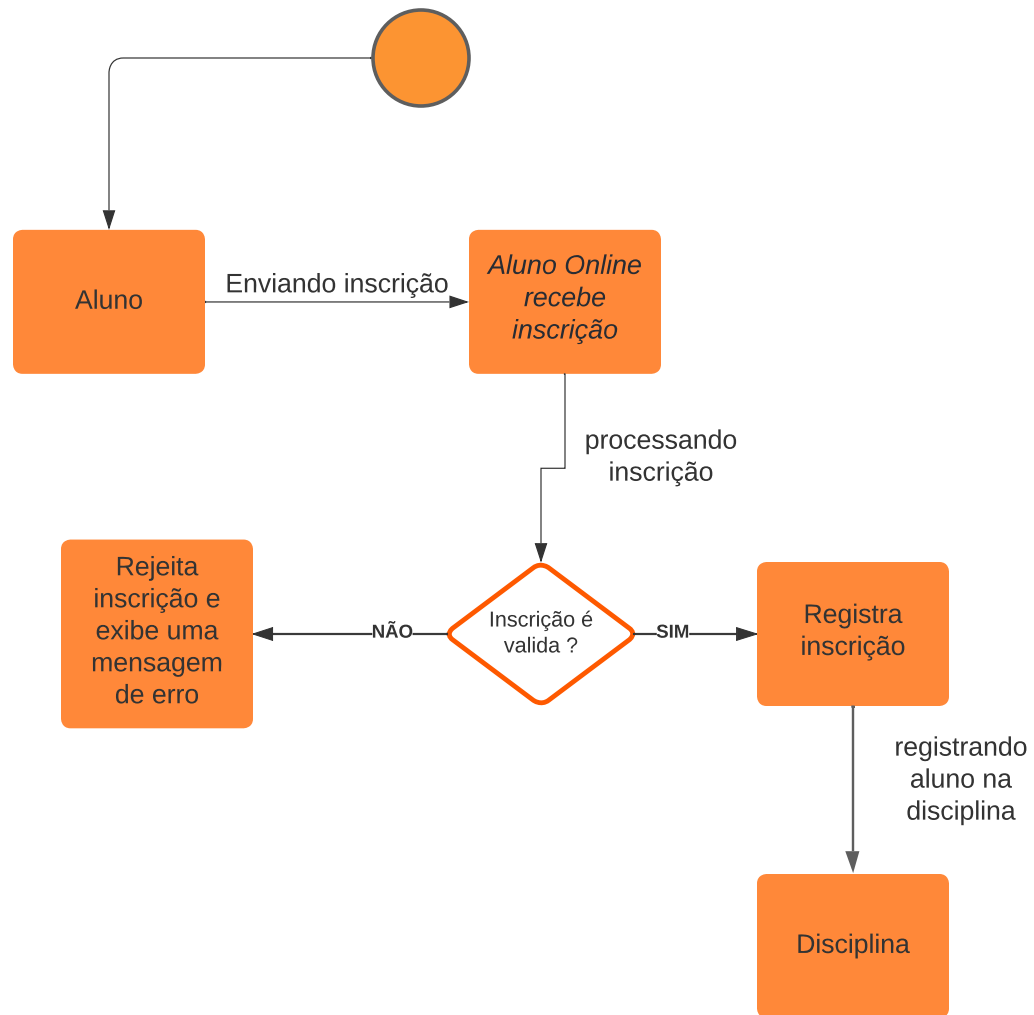 Aluno
Enviando inscrição
Aluno Online
recebe
inscrição
processando
inscrição
Rejeita
inscrição e
exibe uma
mensagem
de erro
NÃO
Inscrição é
valida ?
SIM
Registra
inscrição
registrando
aluno na
disciplina
Disciplina